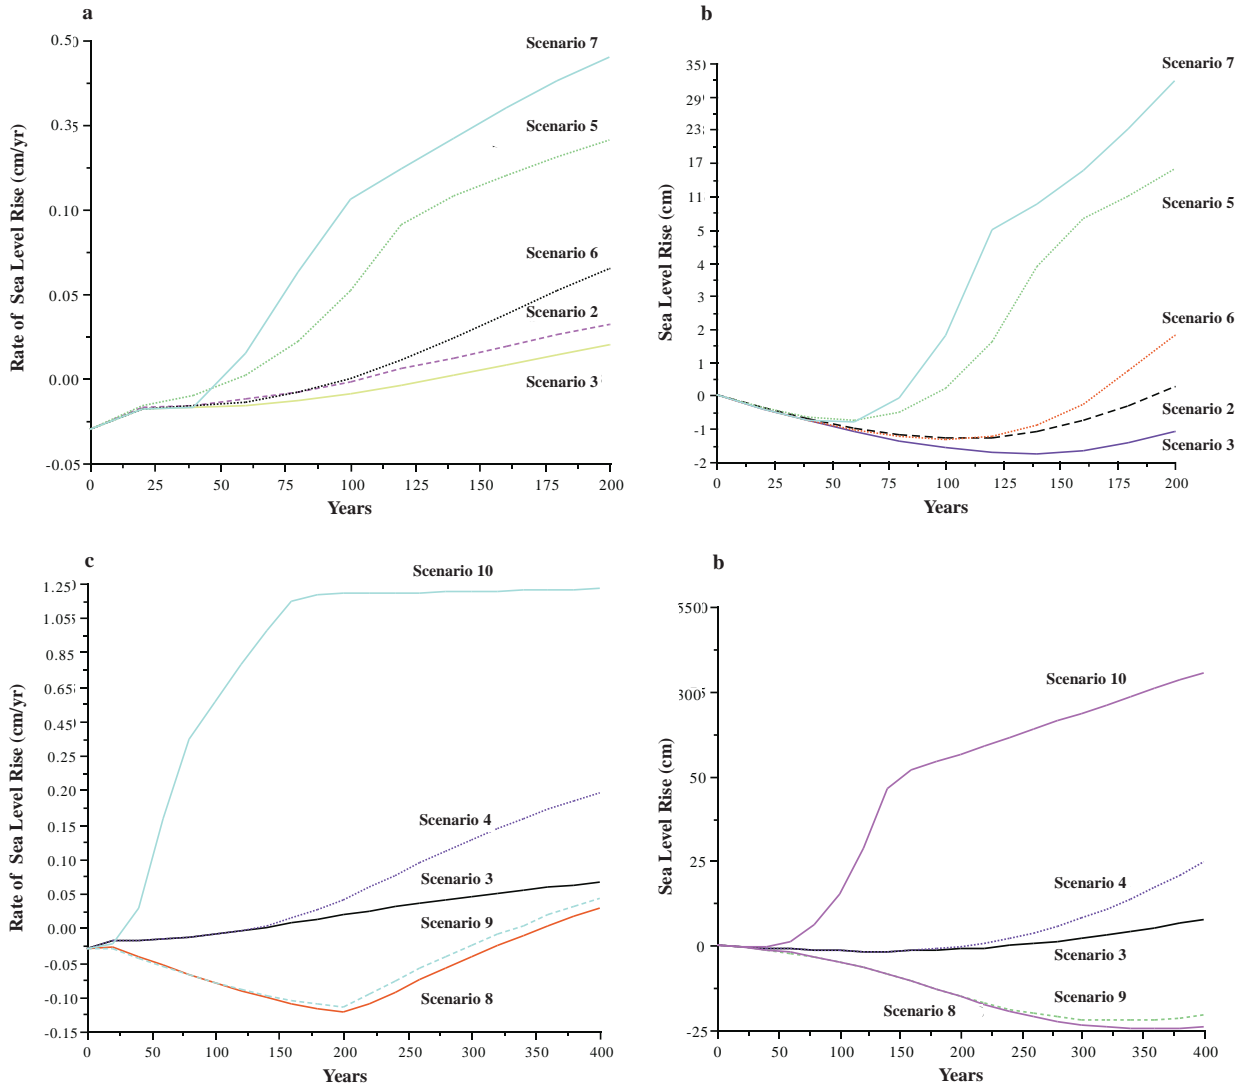 a
0.50
0.35
0.10
0.05
0.00
-0.05
0 25 50 75 100 125 150 175 200
Rate of Sea Level Rise (cm/yr)
Years
Scenario 7
Scenario 5
Scenario 6
Scenario 2
Scenario 3
b
35
29
23
17
11
5
4
3
2
1
0
-1
-2
0 25 50 75 100 125 150 175 200
Sea Level Rise (cm)
Years
Scenario 7
Scenario 5
Scenario 6
Scenario 2
Scenario 3
c
1.25
1.05
0.85
0.65
0.45
0.25
0.20
0.15
0.10
0.05
0.00
-0.05
-0.10
-0.15
0 50 100 150 200 250 300 350 400
Rate of Sea Level Rise (cm/yr)
Years
Scenario 10
Scenario 4
Scenario 3
Scenario 9
Scenario 8
b
50
25
0
-25
0 50 100 150 200 250 300 350 400
Sea Level Rise (cm)
Years
Scenario 10
Scenario 4
Scenario 3
Scenario 9
Scenario 8